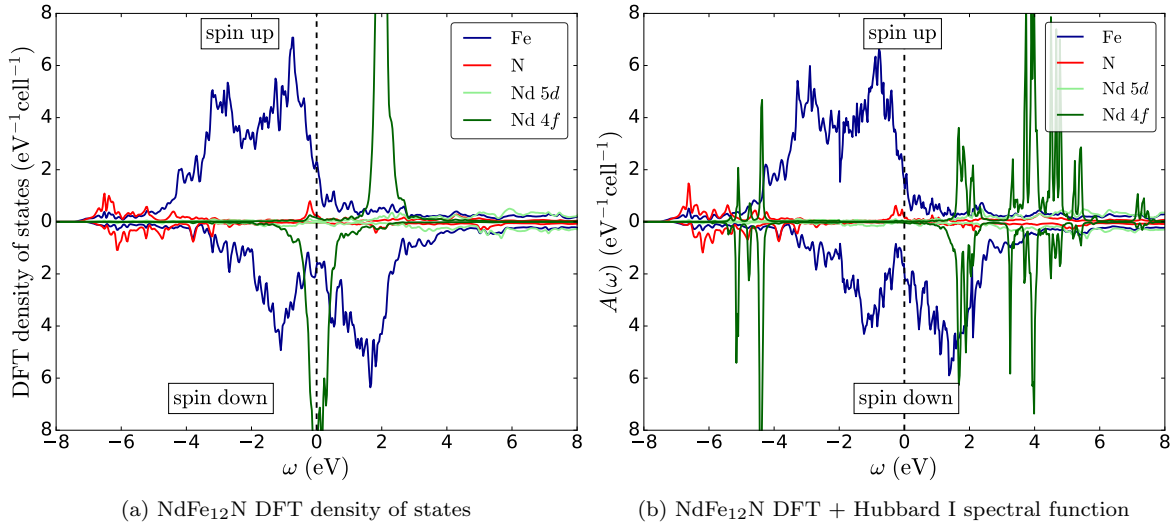 spin up
Fe
N
Nd 5d
Nd 4f
spin down
DFT density of states (eV⁻¹cell⁻¹)
8
6
4
2
0
2
4
6
8
−8 −6 −4 −2 0 2 4 6 8
ω (eV)
(a) NdFe₁₂N DFT density of states
spin up
Fe
N
Nd 5d
Nd 4f
spin down
A(ω) (eV⁻¹cell⁻¹)
8
6
4
2
0
2
4
6
8
−8 −6 −4 −2 0 2 4 6 8
ω (eV)
(b) NdFe₁₂N DFT + Hubbard I spectral function